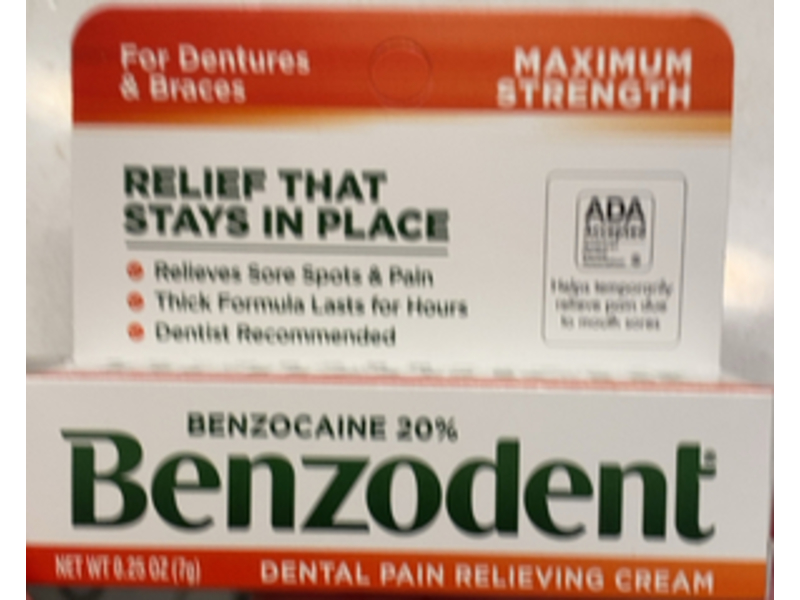 For Dentures
& Braces
MAXIMUM
STRENGTH
RELIEF THAT
STAYS IN PLACE
Relieves Sore Spots & Pain
Thick Formula Lasts for Hours
Dentist Recommended
ADA
Accepted
Helps temporarily
relieve pain due
to mouth sores
BENZOCAINE 20%
Benzodent®
NET WT 0.25 OZ (7g)
DENTAL PAIN RELIEVING CREAM